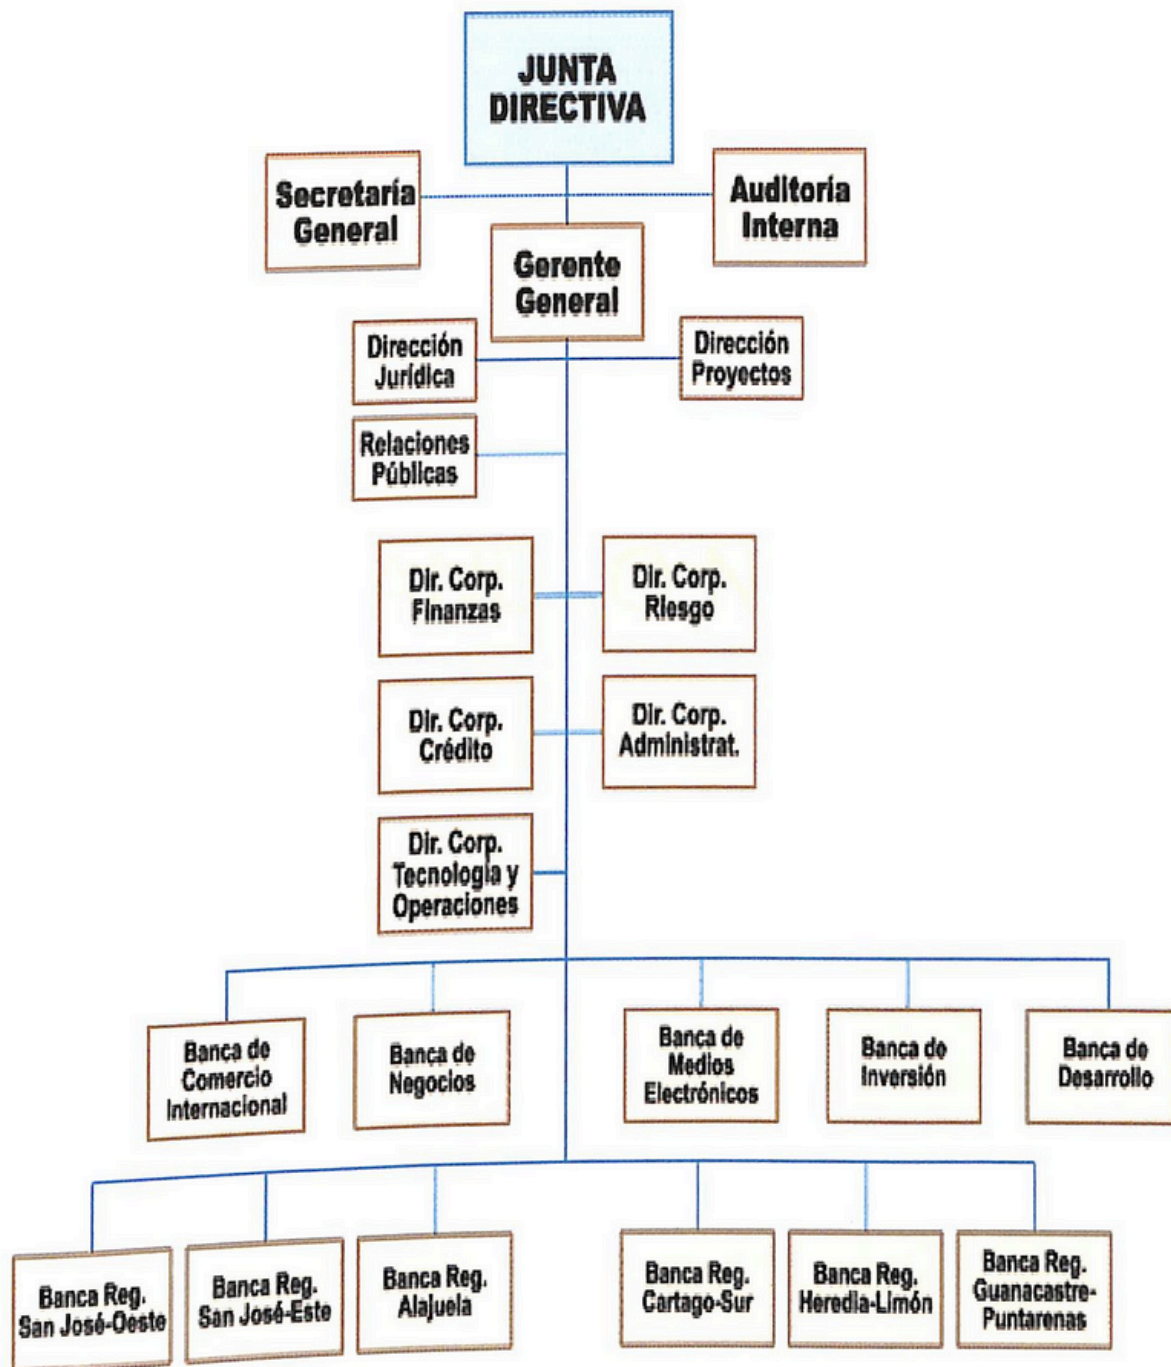 JUNTA
DIRECTIVA
Secretaría
General
Auditoría
Interna
Gerente
General
Dirección
Jurídica
Dirección
Proyectos
Relaciones
Públicas
Dir. Corp.
Finanzas
Dir. Corp.
Riesgo
Dir. Corp.
Crédito
Dir. Corp.
Administrat.
Dir. Corp.
Tecnología y
Operaciones
Banca de
Comercio
Internacional
Banca de
Negocios
Banca de
Medios
Electrónicos
Banca de
Inversión
Banca de
Desarrollo
Banca Reg.
San José-Oeste
Banca Reg.
San José-Este
Banca Reg.
Alajuela
Banca Reg.
Cartago-Sur
Banca Reg.
Heredia-Limón
Banca Reg.
Guanacastre-
Puntarenas